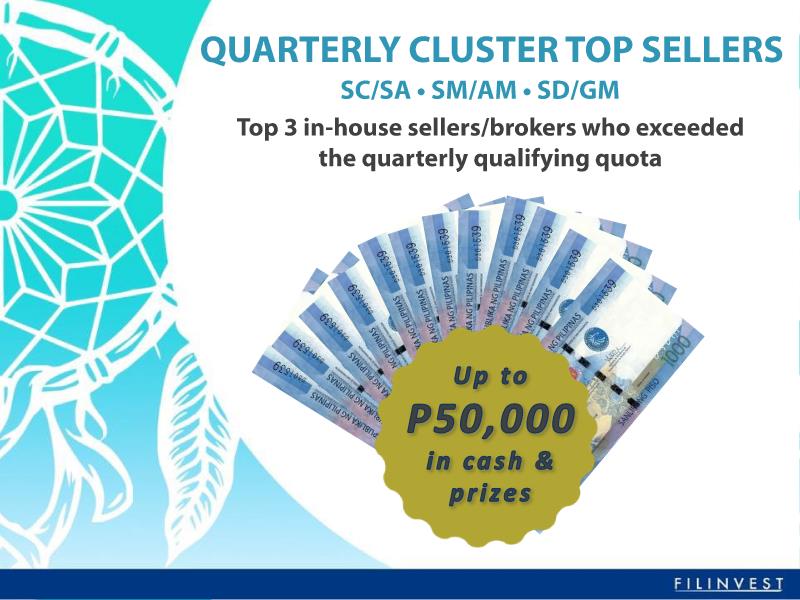 QUARTERLY CLUSTER TOP SELLERS
SC/SA • SM/AM • SD/GM
Top 3 in-house sellers/brokers who exceeded
the quarterly qualifying quota
Up to
P50,000
in cash &
prizes
1000
FILINVEST